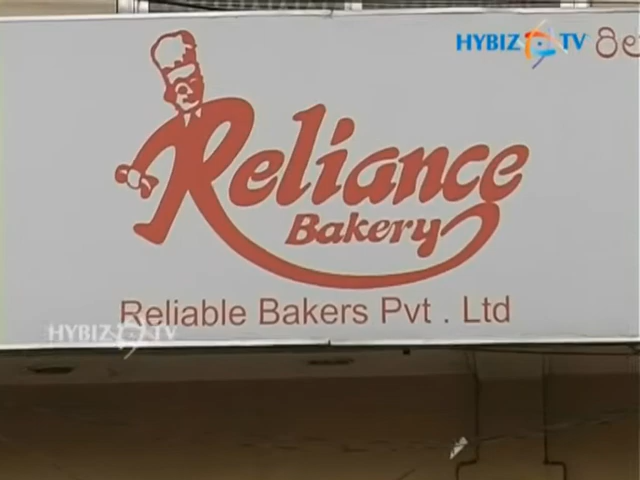 HYBIZ TV
Reliance
Bakery
Reliable Bakers Pvt . Ltd
HYBIZ TV